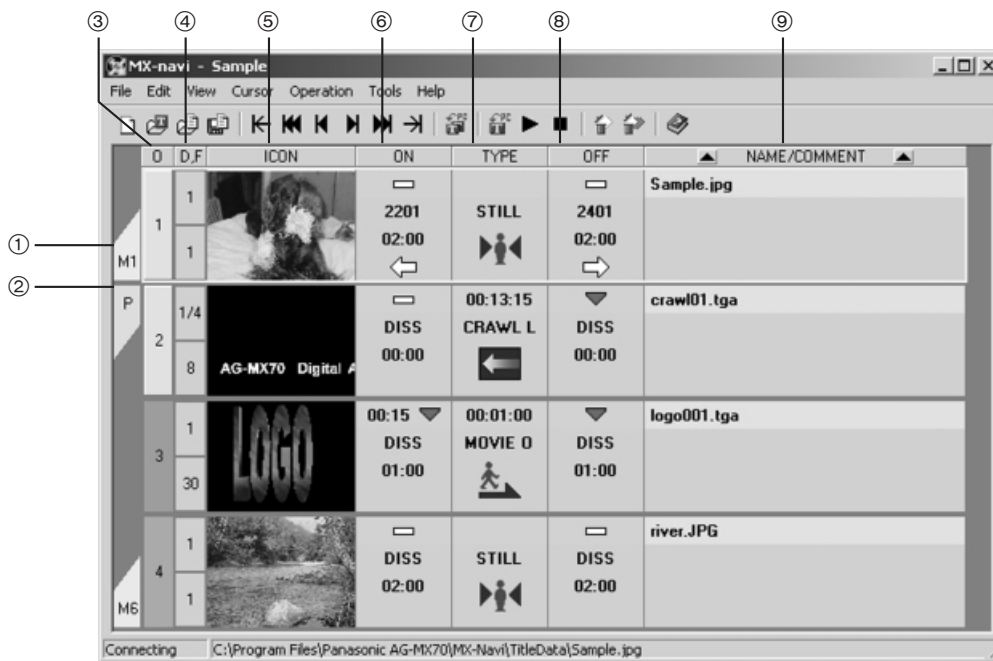 ③ ④ ⑤ ⑥ ⑦ ⑧ ⑨
MX-navi - Sample
File Edit View Cursor Operation Tools Help
0 D,F ICON ON TYPE OFF NAME/COMMENT
①
M1
1
1
1
2201
02:00
STILL
2401
02:00
Sample.jpg
②
P
2
1/4
8
AG-MX70 Digital A
DISS
00:00
00:13:15
CRAWL L
DISS
00:00
crawl01.tga
3
1
30
LOGO
00:15
DISS
01:00
00:01:00
MOVIE O
DISS
01:00
logo001.tga
M6
4
1
1
DISS
02:00
STILL
DISS
02:00
river.JPG
Connecting C:\Program Files\Panasonic AG-MX70\MX-Navi\TitleData\Sample.jpg